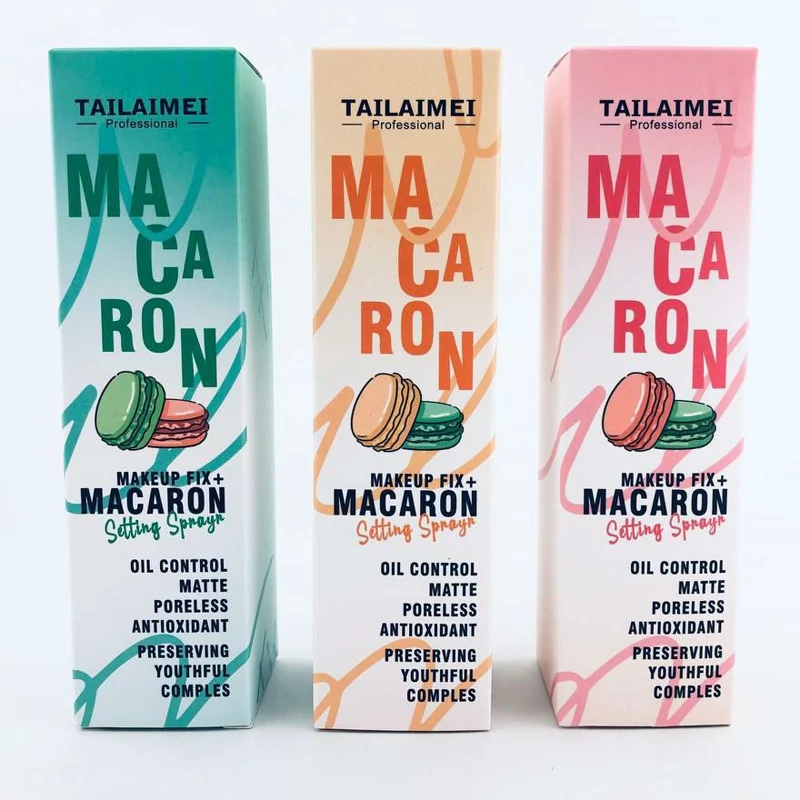 TAILAIMEI
Professional
MA
CA
RON
MAKEUP FIX+
MACARON
Setting Sprayr
OIL CONTROL
MATTE
PORELESS
ANTIOXIDANT
PRESERVING
YOUTHFUL
COMPLES
TAILAIMEI
Professional
MA
CA
RON
MAKEUP FIX+
MACARON
Setting Sprayr
OIL CONTROL
MATTE
PORELESS
ANTIOXIDANT
PRESERVING
YOUTHFUL
COMPLES
TAILAIMEI
Professional
MA
CA
RON
MAKEUP FIX+
MACARON
Setting Sprayr
OIL CONTROL
MATTE
PORELESS
ANTIOXIDANT
PRESERVING
YOUTHFUL
COMPLES